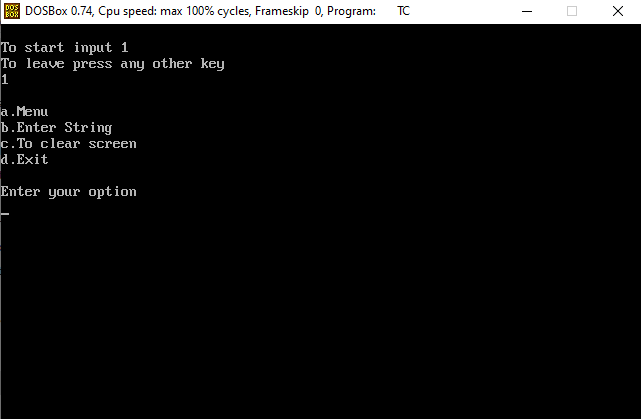 DOSBox 0.74, Cpu speed: max 100% cycles, Frameskip 0, Program: TC
To start input 1
To leave press any other key
1
a.Menu
b.Enter String
c.To clear screen
d.Exit
Enter your option
_